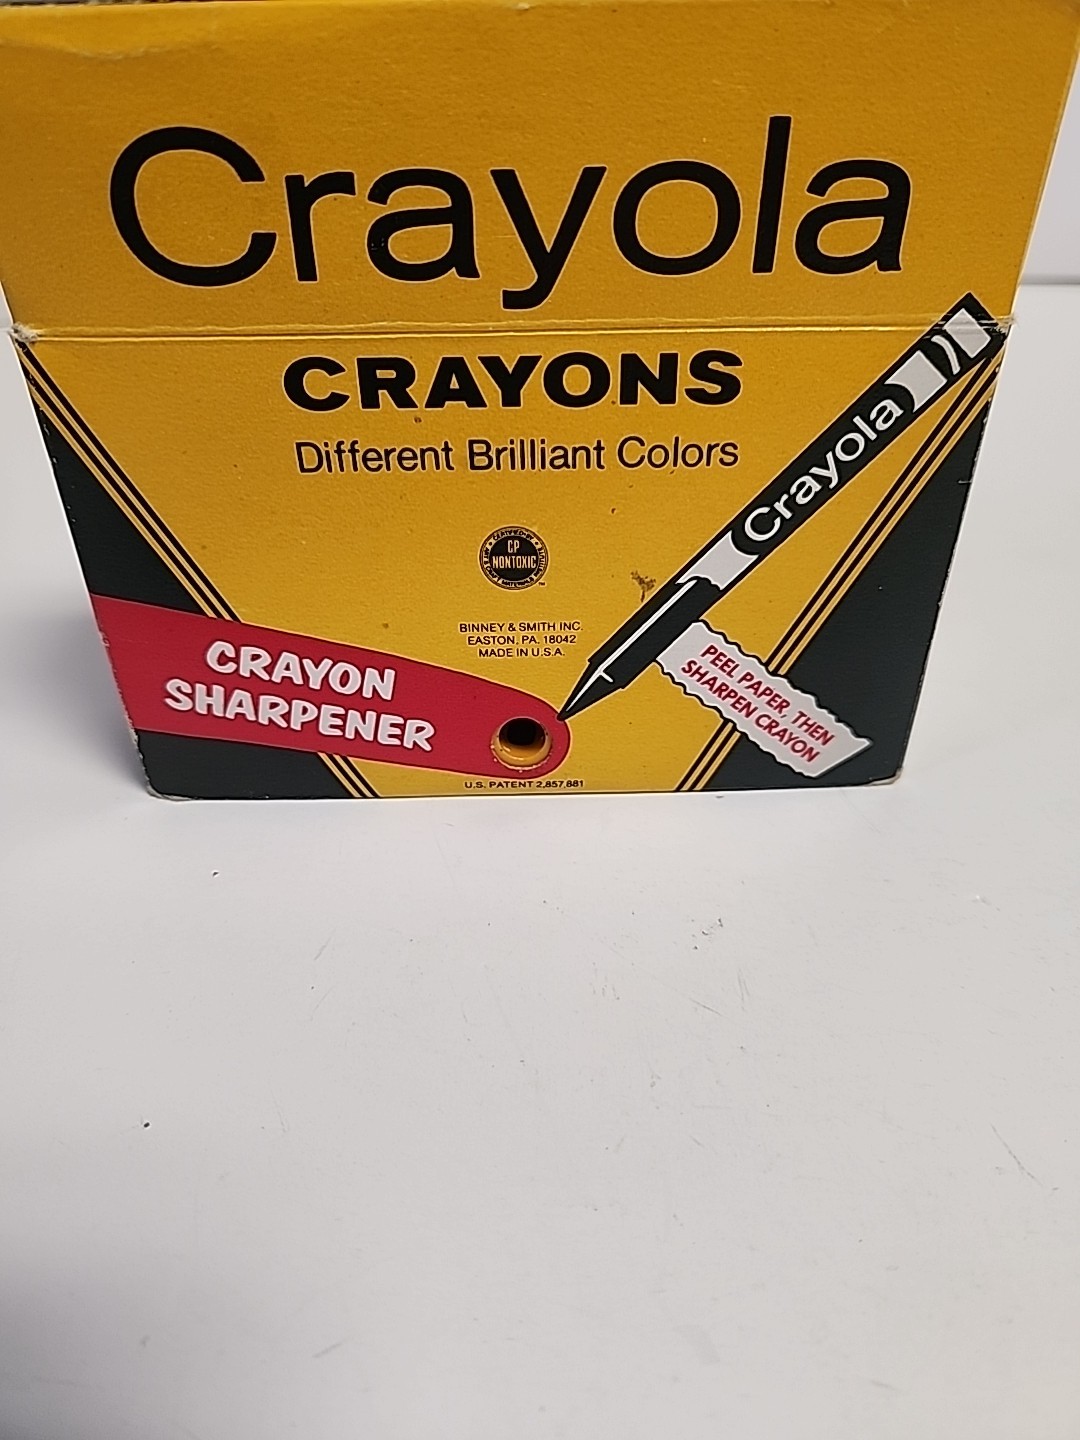 Crayola
CRAYONS
Different Brilliant Colors
Crayola
CERTIFIED
CP
NONTOXIC
BINNEY & SMITH INC.
EASTON, PA. 18042
MADE IN U.S.A.
PEEL PAPER, THEN
SHARPEN CRAYON
CRAYON
SHARPENER
U.S. PATENT 2,857,881